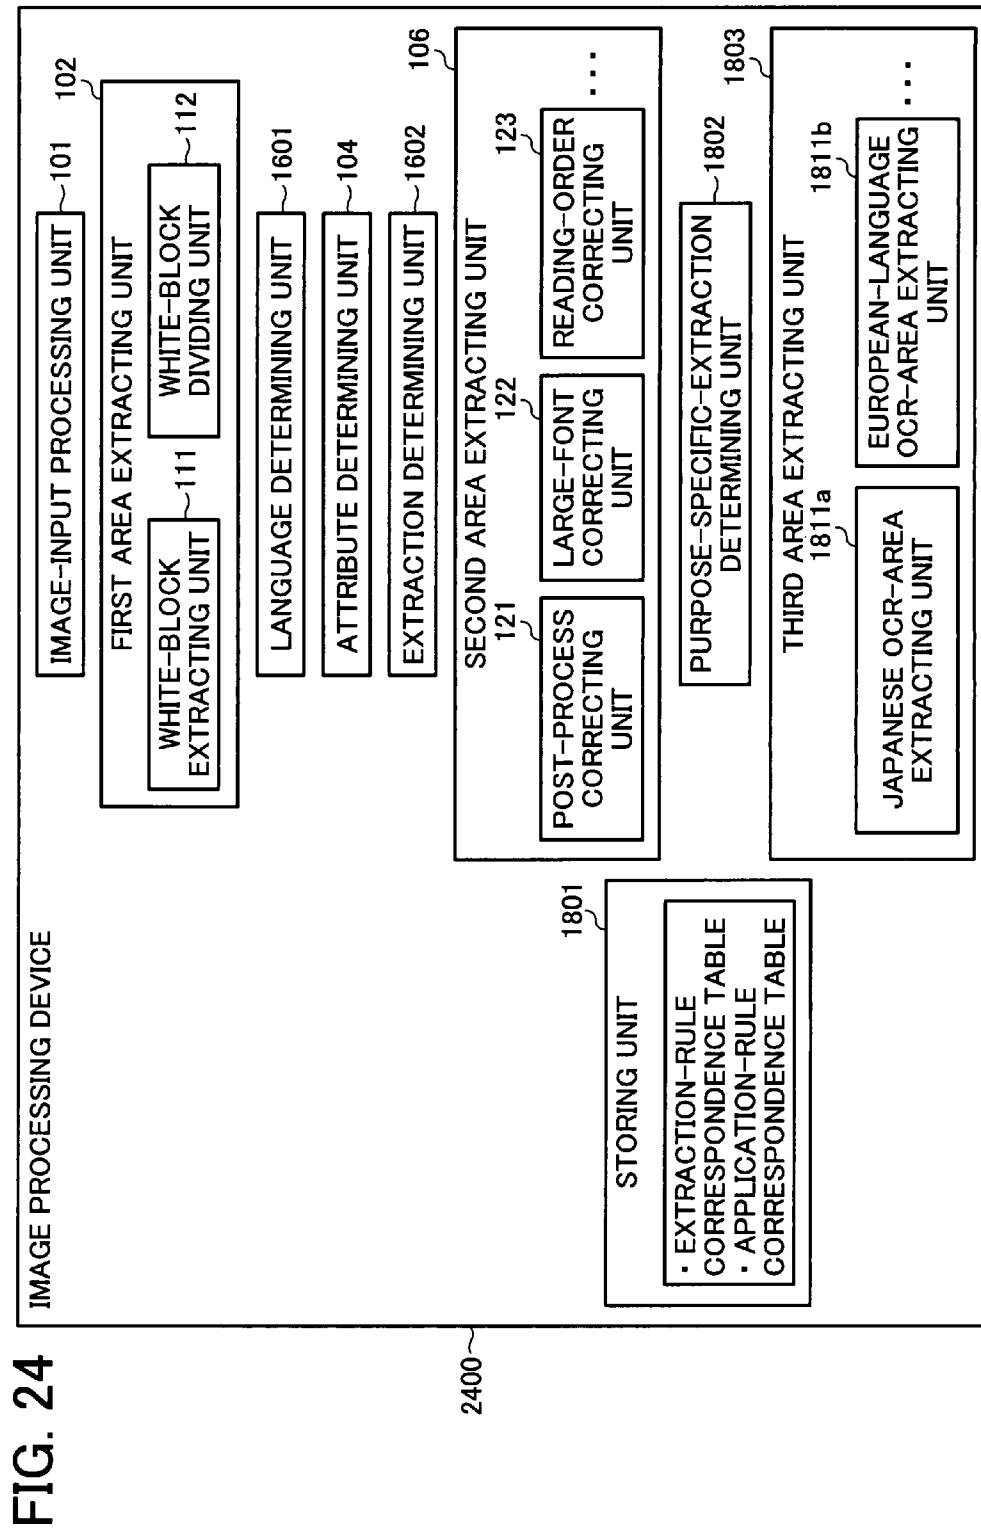 FIG. 24
2400
IMAGE PROCESSING DEVICE
IMAGE-INPUT PROCESSING UNIT
101
102
FIRST AREA EXTRACTING UNIT
111
WHITE-BLOCK
EXTRACTING UNIT
112
WHITE-BLOCK
DIVIDING UNIT
LANGUAGE DETERMINING UNIT
1601
ATTRIBUTE DETERMINING UNIT
104
EXTRACTION DETERMINING UNIT
1602
106
SECOND AREA EXTRACTING UNIT
121
POST-PROCESS
CORRECTING
UNIT
122
LARGE-FONT
CORRECTING
UNIT
123
READING-ORDER
CORRECTING
UNIT
...
1801
STORING UNIT
・EXTRACTION-RULE
CORRESPONDENCE TABLE
・APPLICATION-RULE
CORRESPONDENCE TABLE
PURPOSE-SPECIFIC-EXTRACTION
DETERMINING UNIT
1802
1803
THIRD AREA EXTRACTING UNIT
1811a
JAPANESE OCR-AREA
EXTRACTING UNIT
1811b
EUROPEAN-LANGUAGE
OCR-AREA EXTRACTING
UNIT
...